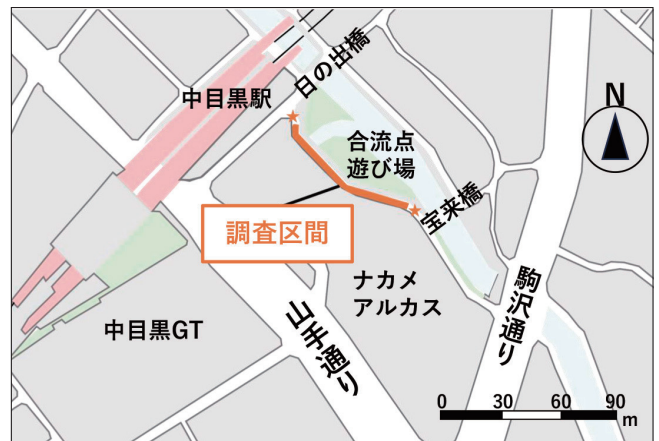 日の出橋
中目黒駅
N
合流点
遊び場
宝来橋
調査区間
ナカメ
アルカス
駒沢通り
中目黒GT
山手通り
0 30 60 90
m